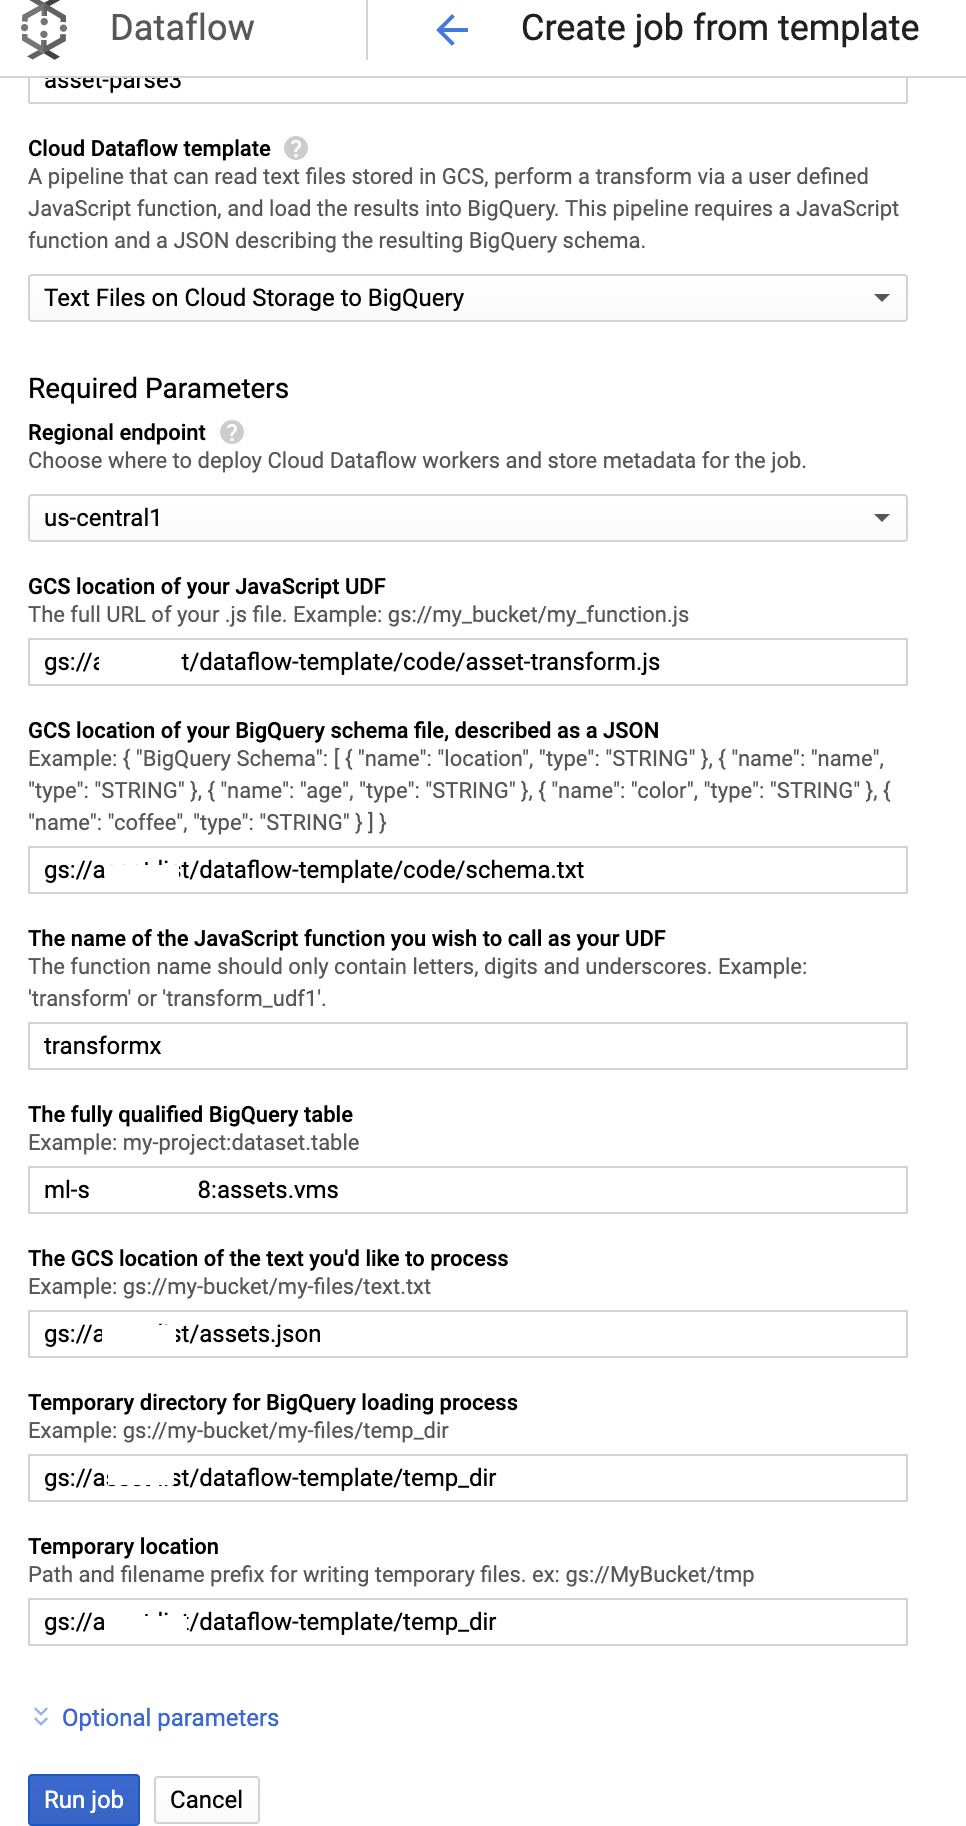 Dataflow
Create job from template
asset-parse3
Cloud Dataflow template ?
A pipeline that can read text files stored in GCS, perform a transform via a user defined
JavaScript function, and load the results into BigQuery. This pipeline requires a JavaScript
function and a JSON describing the resulting BigQuery schema.
Text Files on Cloud Storage to BigQuery
Required Parameters
Regional endpoint ?
Choose where to deploy Cloud Dataflow workers and store metadata for the job.
us-central1
GCS location of your JavaScript UDF
The full URL of your .js file. Example: gs://my_bucket/my_function.js
gs://a t/dataflow-template/code/asset-transform.js
GCS location of your BigQuery schema file, described as a JSON
Example: { "BigQuery Schema": [ { "name": "location", "type": "STRING" }, { "name": "name",
"type": "STRING" }, { "name": "age", "type": "STRING" }, { "name": "color", "type": "STRING" }, {
"name": "coffee", "type": "STRING" } ] }
gs://a st/dataflow-template/code/schema.txt
The name of the JavaScript function you wish to call as your UDF
The function name should only contain letters, digits and underscores. Example:
'transform' or 'transform_udf1'.
transformx
The fully qualified BigQuery table
Example: my-project:dataset.table
ml-s 8:assets.vms
The GCS location of the text you'd like to process
Example: gs://my-bucket/my-files/text.txt
gs://a st/assets.json
Temporary directory for BigQuery loading process
Example: gs://my-bucket/my-files/temp_dir
gs://as st/dataflow-template/temp_dir
Temporary location
Path and filename prefix for writing temporary files. ex: gs://MyBucket/tmp
gs://a /dataflow-template/temp_dir
Optional parameters
Run job
Cancel